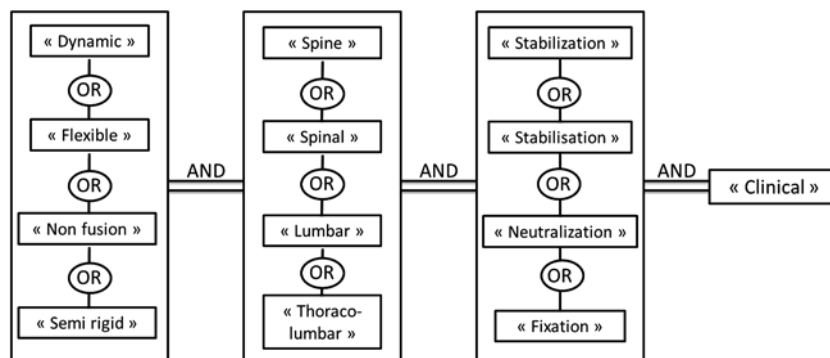 « Dynamic »
OR
« Flexible »
OR
« Non fusion »
OR
« Semi rigid »
AND
« Spine »
OR
« Spinal »
OR
« Lumbar »
OR
« Thoraco-
lumbar »
AND
« Stabilization »
OR
« Stabilisation »
OR
« Neutralization »
OR
« Fixation »
AND
« Clinical »